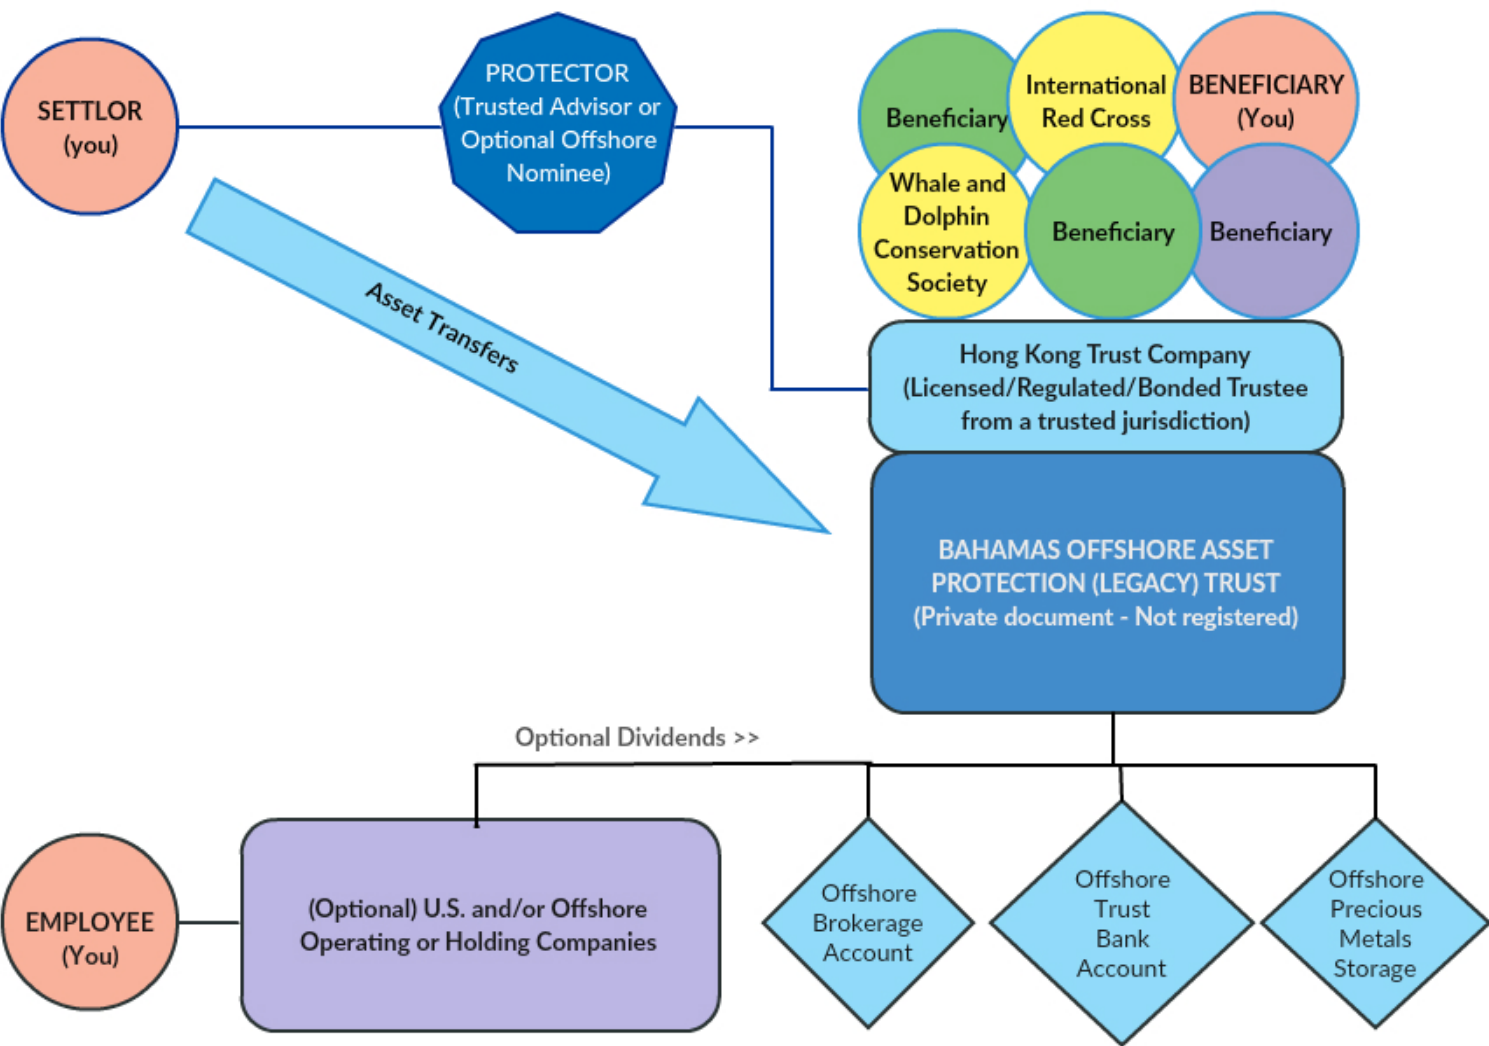 SETTLOR
(you)
PROTECTOR
(Trusted Advisor or
Optional Offshore
Nominee)
Beneficiary
International
Red Cross
BENEFICIARY
(You)
Whale and
Dolphin
Conservation
Society
Beneficiary
Beneficiary
Asset Transfers
Hong Kong Trust Company
(Licensed/Regulated/Bonded Trustee
from a trusted jurisdiction)
BAHAMAS OFFSHORE ASSET
PROTECTION (LEGACY) TRUST
(Private document - Not registered)
Optional Dividends >>
EMPLOYEE
(You)
(Optional) U.S. and/or Offshore
Operating or Holding Companies
Offshore
Brokerage
Account
Offshore
Trust
Bank
Account
Offshore
Precious
Metals
Storage